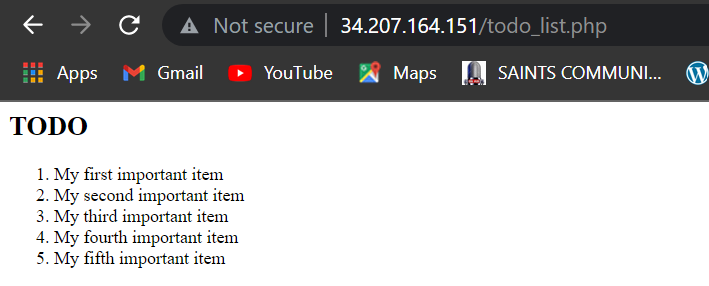 Not secure | 34.207.164.151/todo_list.php
Apps Gmail YouTube Maps SAINTS COMMUNI...
TODO
1. My first important item
2. My second important item
3. My third important item
4. My fourth important item
5. My fifth important item